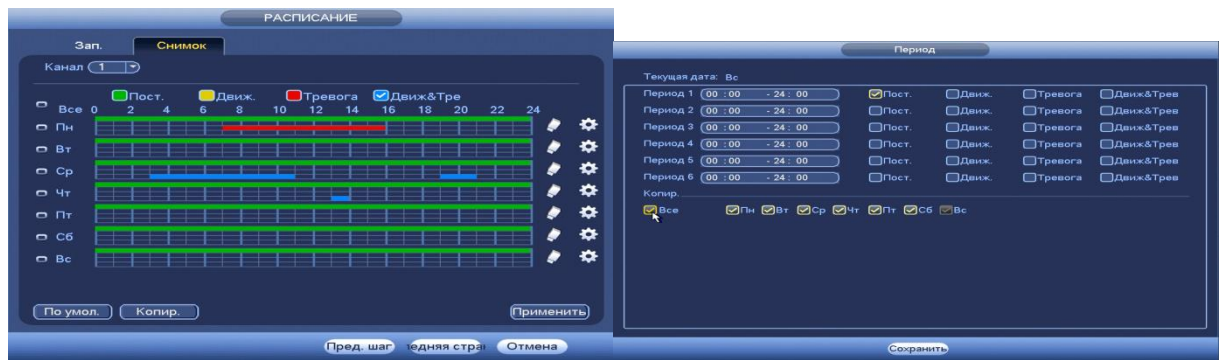 РАСПИСАНИЕ
Зап. Снимок
Канал 1
Пост. Движ. Тревога Движ&Тре
Все 0 2 4 6 8 10 12 14 16 18 20 22 24
Пн
Вт
Ср
Чт
Пт
Сб
Вс
По умол. Копир. Применить
Пред. шаг едняя стра Отмена
Период
Текущая дата: Вс
Период 1 00 :00 - 24: 00 Пост. Движ. Тревога Движ&Трев
Период 2 00 :00 - 24: 00 Пост. Движ. Тревога Движ&Трев
Период 3 00 :00 - 24: 00 Пост. Движ. Тревога Движ&Трев
Период 4 00 :00 - 24: 00 Пост. Движ. Тревога Движ&Трев
Период 5 00 :00 - 24: 00 Пост. Движ. Тревога Движ&Трев
Период 6 00 :00 - 24: 00 Пост. Движ. Тревога Движ&Трев
Копир.
Все Пн Вт Ср Чт Пт Сб Вс
Сохранить